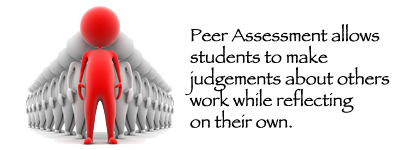 Peer Assessment allows
students to make
judgements about others
work while reflecting
on their own.